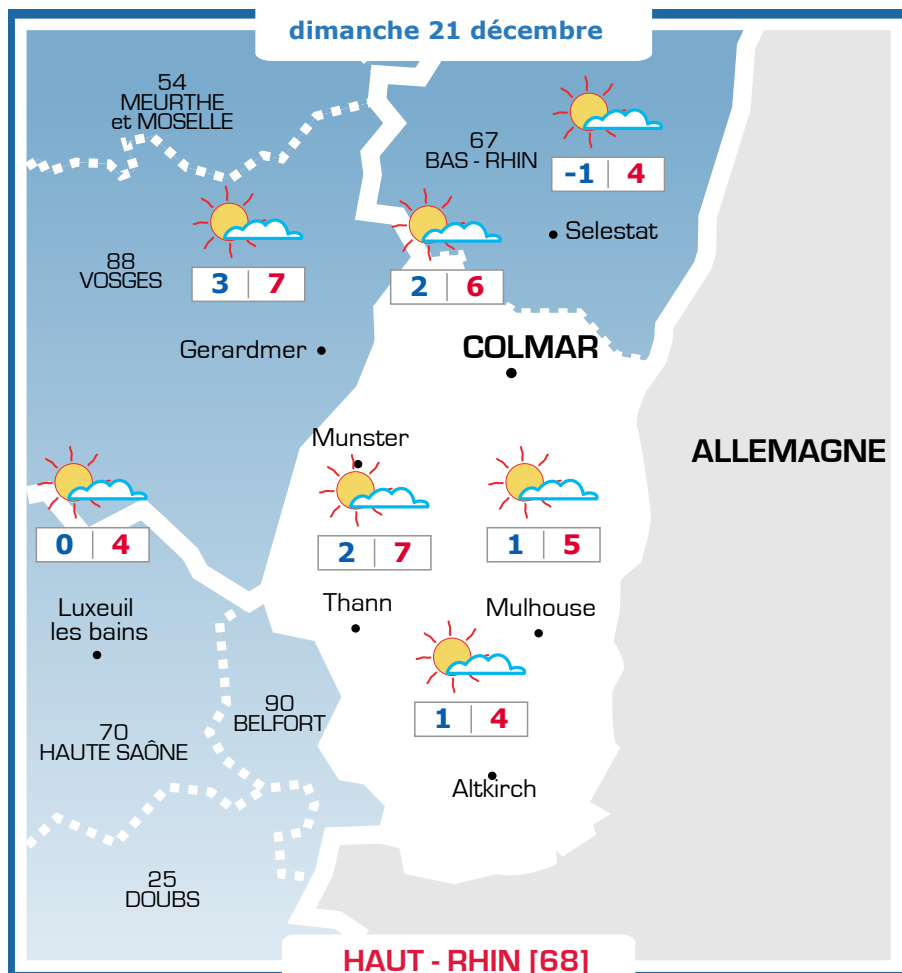 dimanche 21 décembre
54
MEURTHE
et MOSELLE
67
BAS - RHIN
-1 4
Selestat
88
VOSGES
3 7
2 6
Gerardmer
COLMAR
Munster
ALLEMAGNE
0 4
2 7
1 5
Luxeuil
les bains
Thann
Mulhouse
90
BELFORT
1 4
70
HAUTE SAÔNE
Altkirch
25
DOUBS
HAUT - RHIN [68]